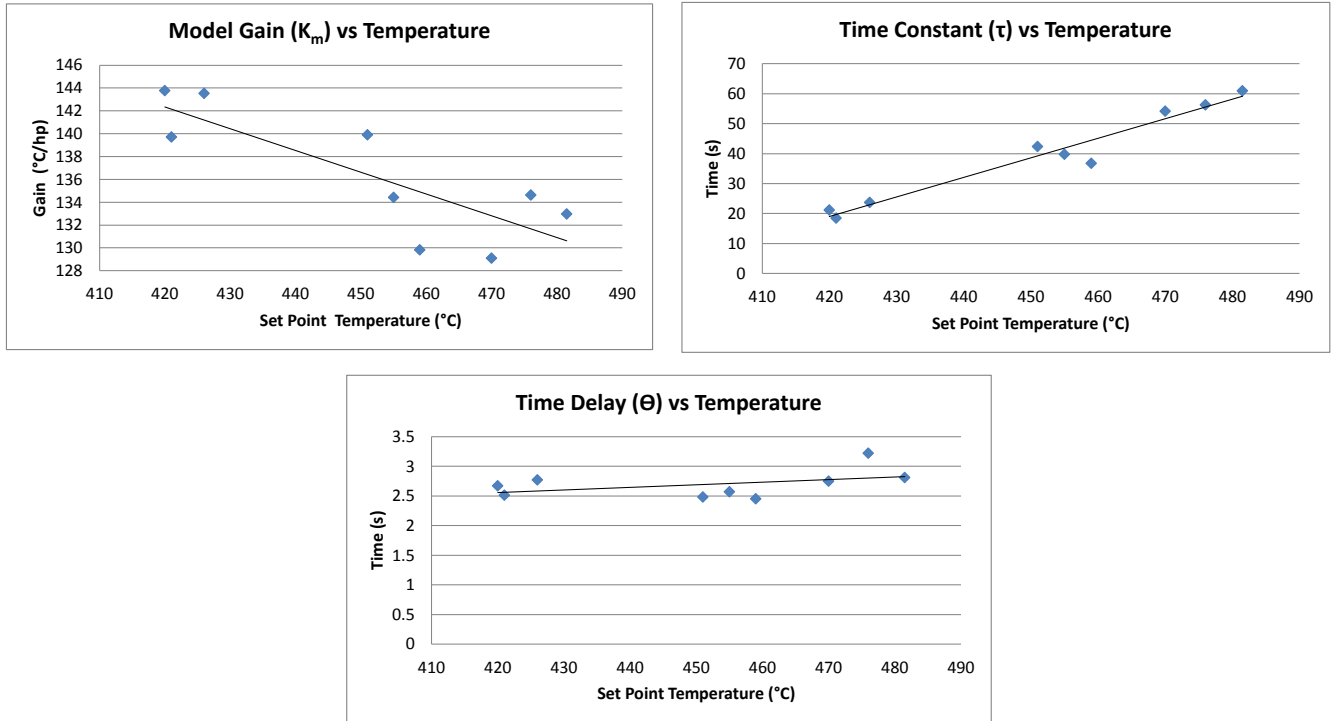 Model Gain (Km) vs Temperature
146
144
142
140
138
136
134
132
130
128
Gain (°C/hp)
410 420 430 440 450 460 470 480 490
Set Point Temperature (°C)
Time Constant (τ) vs Temperature
70
60
50
40
30
20
10
0
Time (s)
410 420 430 440 450 460 470 480 490
Set Point Temperature (°C)
Time Delay (Ɵ) vs Temperature
3.5
3
2.5
2
1.5
1
0.5
0
Time (s)
410 420 430 440 450 460 470 480 490
Set Point Temperature (°C)